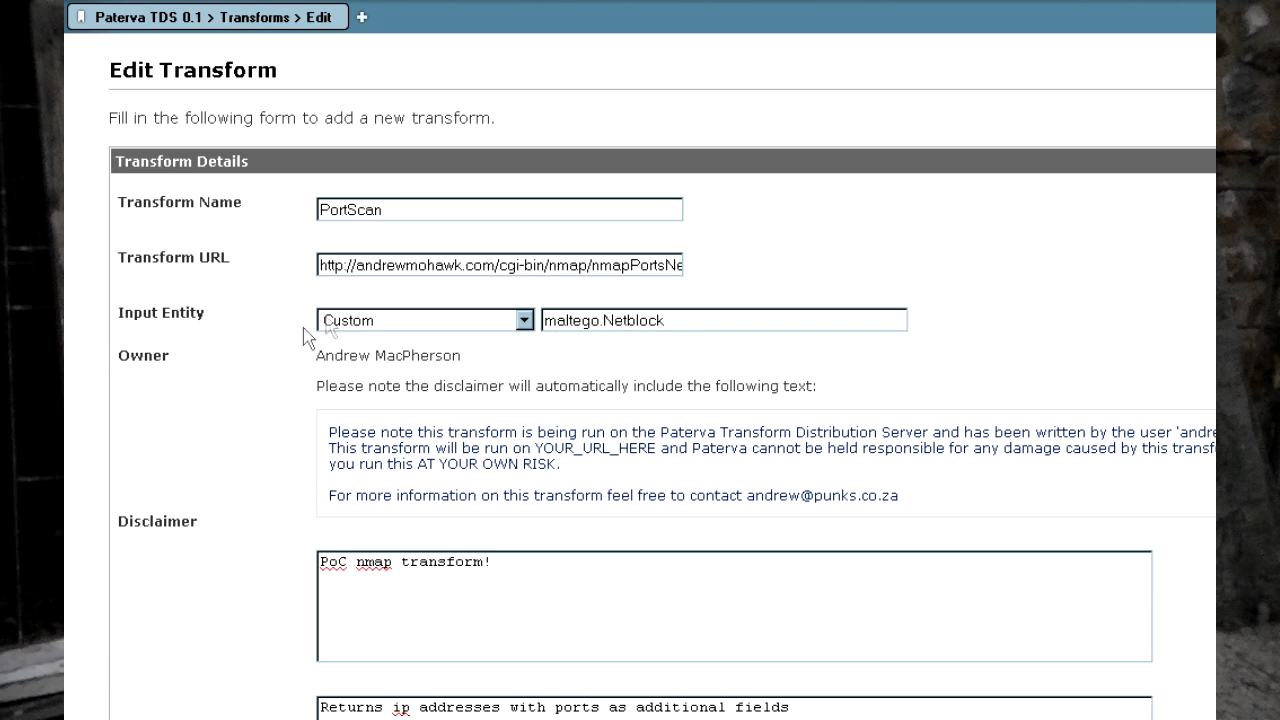 Paterva TDS 0.1 > Transforms > Edit
Edit Transform
Fill in the following form to add a new transform.
Transform Details
Transform Name
PortScan
Transform URL
http://andrewmohawk.com/cgi-bin/nmap/nmapPortsNe
Input Entity
Custom
maltego.Netblock
Owner
Andrew MacPherson
Please note the disclaimer will automatically include the following text:
Please note this transform is being run on the Paterva Transform Distribution Server and has been written by the user 'andre
This transform will be run on YOUR_URL_HERE and Paterva cannot be held responsible for any damage caused by this transf
you run this AT YOUR OWN RISK.
For more information on this transform feel free to contact andrew@punks.co.za
Disclaimer
PoC nmap transform!
Returns ip addresses with ports as additional fields